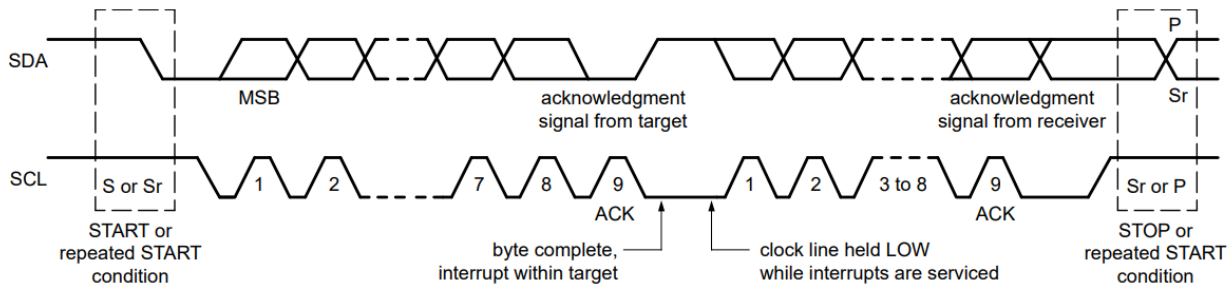 P
SDA
MSB
acknowledgment
signal from target
acknowledgment
signal from receiver
Sr
SCL
S or Sr
1
2
7
8
9
1
2
3 to 8
9
Sr or P
ACK
ACK
START or
repeated START
condition
byte complete,
interrupt within target
clock line held LOW
while interrupts are serviced
STOP or
repeated START
condition